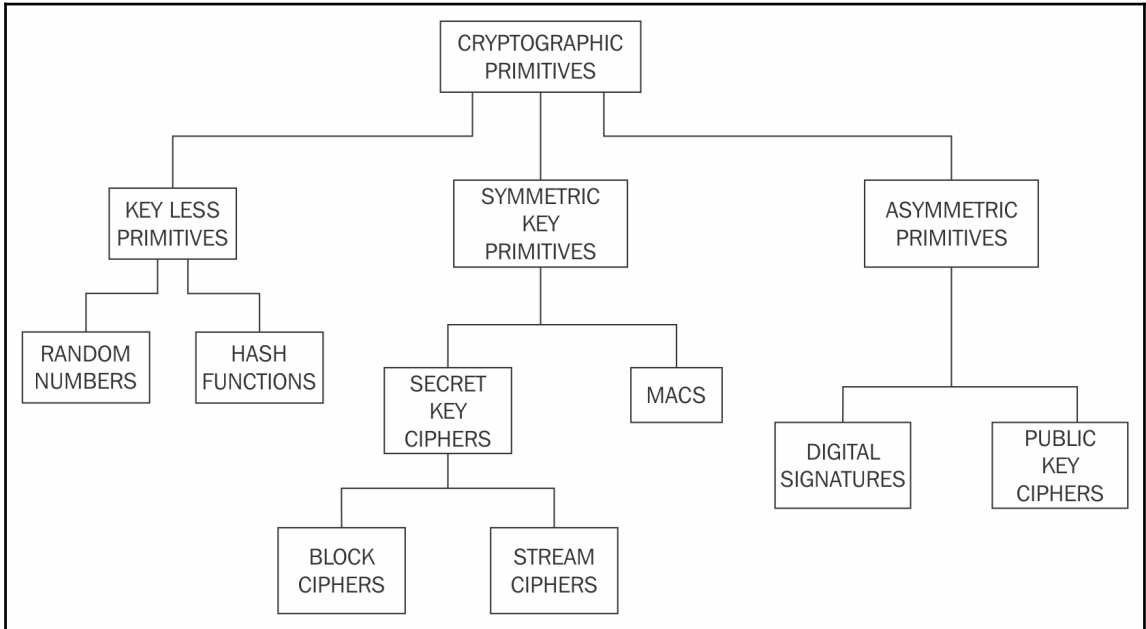 CRYPTOGRAPHIC
PRIMITIVES
KEY LESS
PRIMITIVES
SYMMETRIC
KEY
PRIMITIVES
ASYMMETRIC
PRIMITIVES
RANDOM
NUMBERS
HASH
FUNCTIONS
SECRET
KEY
CIPHERS
MACS
DIGITAL
SIGNATURES
PUBLIC
KEY
CIPHERS
BLOCK
CIPHERS
STREAM
CIPHERS